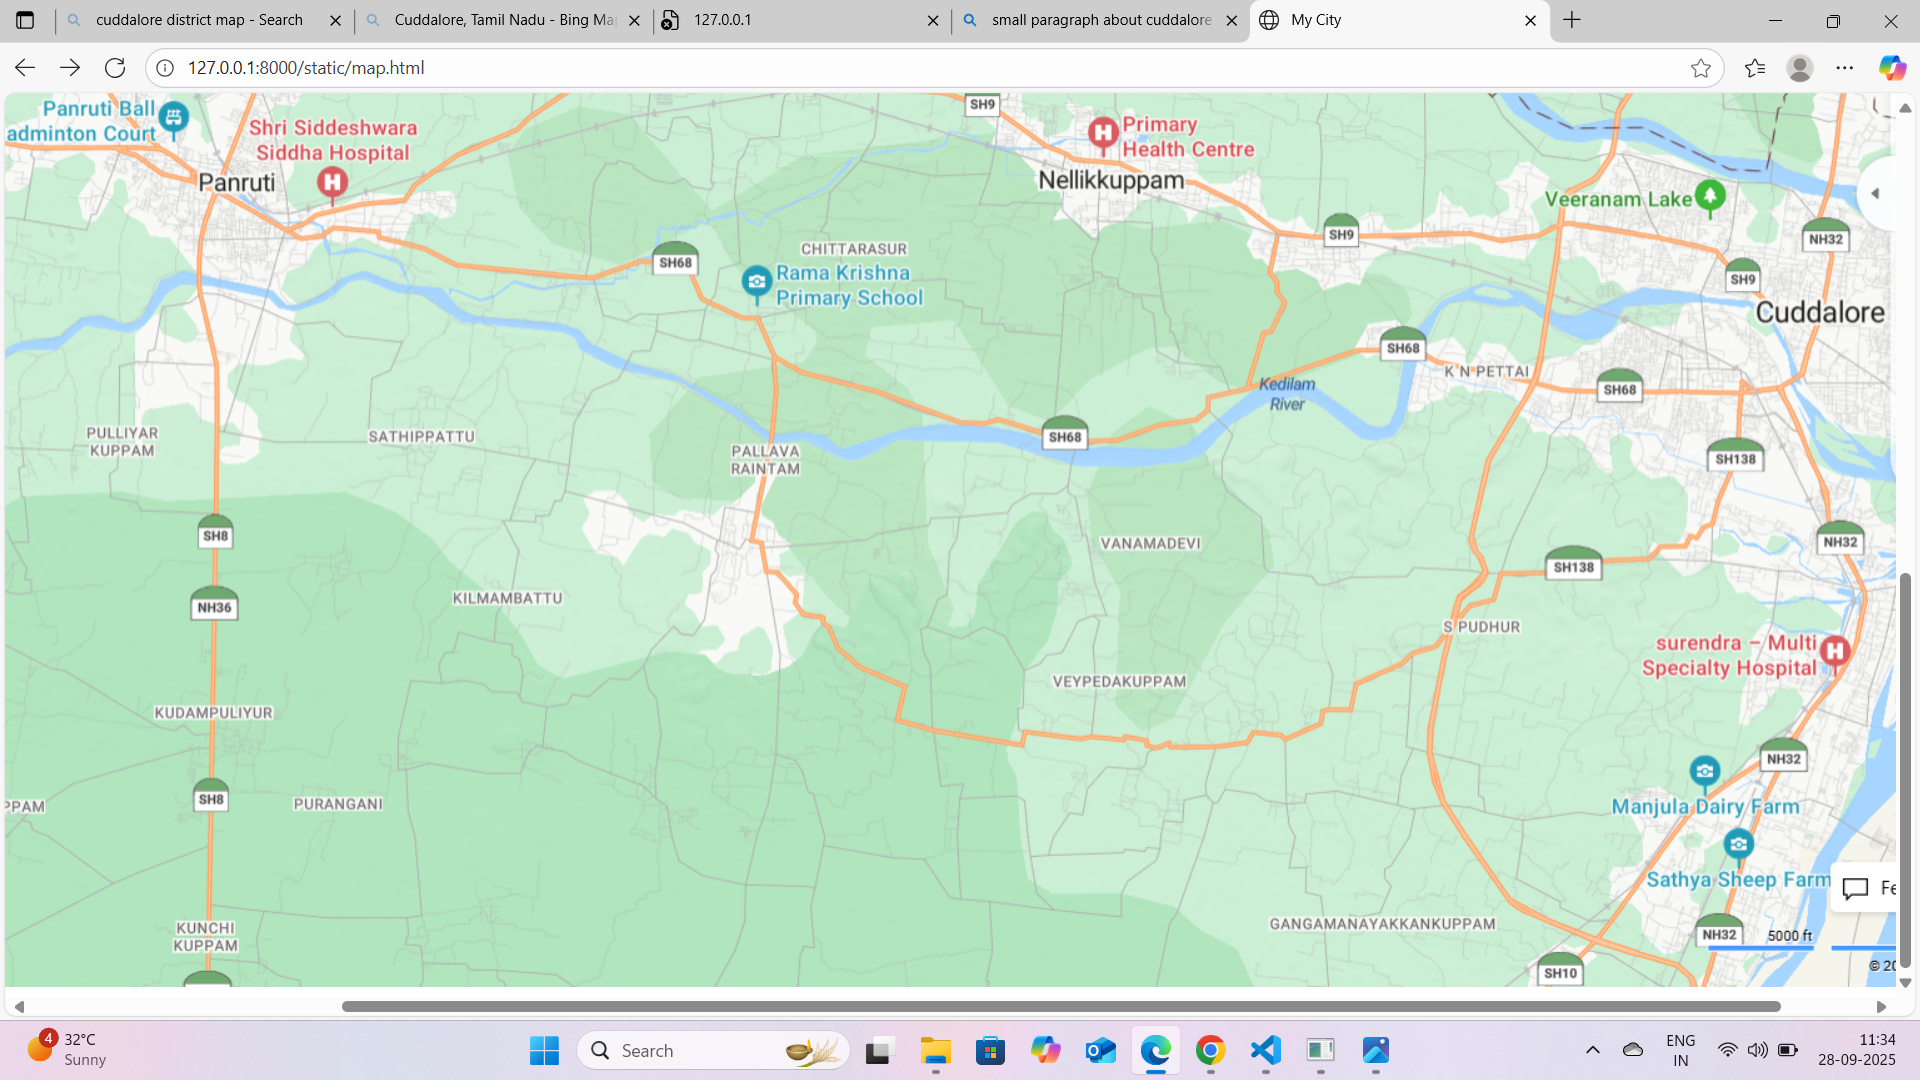 cuddalore district map - Search
Cuddalore, Tamil Nadu - Bing Ma
127.0.0.1
small paragraph about cuddalore
My City
127.0.0.1:8000/static/map.html
Panruti Ball
adminton Court
Shri Siddeshwara
Siddha Hospital
Panruti
SH9
Primary
Health Centre
Nellikkuppam
Veeranam Lake
SH9
NH32
SH9
Cuddalore
CHITTARASUR
SH68
Rama Krishna
Primary School
SH68
Kedilam
River
K N PETTAI
SH68
PULLIYAR
KUPPAM
SATHIPPATTU
PALLAVA
RAINTAM
SH68
SH138
SH8
VANAMADEVI
NH32
SH138
NH36
KILMAMBATTU
S PUDHUR
surendra – Multi
Specialty Hospital
VEYPEDAKUPPAM
KUDAMPULIYUR
NH32
SH8
PPAM
PURANGANI
Manjula Dairy Farm
Sathya Sheep Farm
Fe
KUNCHI
KUPPAM
GANGAMANAYAKKANKUPPAM
NH32
5000 ft
SH10
© 20
4
32°C
Sunny
Search
ENG
IN
11:34
28-09-2025